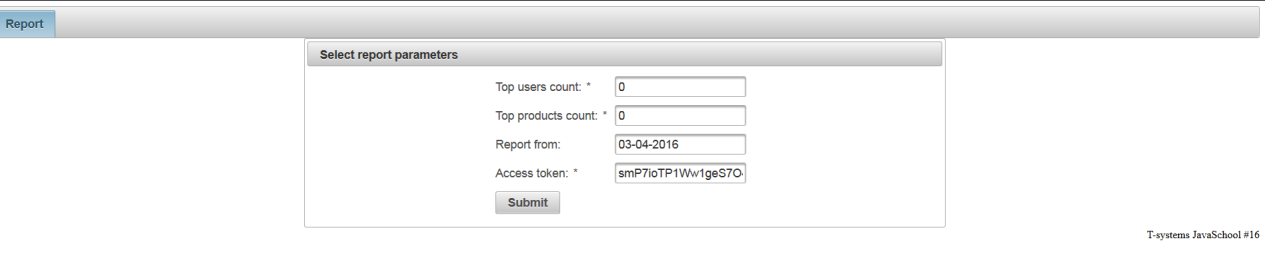 Report
Select report parameters
Top users count: * 0
Top products count: * 0
Report from: 03-04-2016
Access token: * smP7ioTP1Ww1geS7O
Submit
T-systems JavaSchool #16